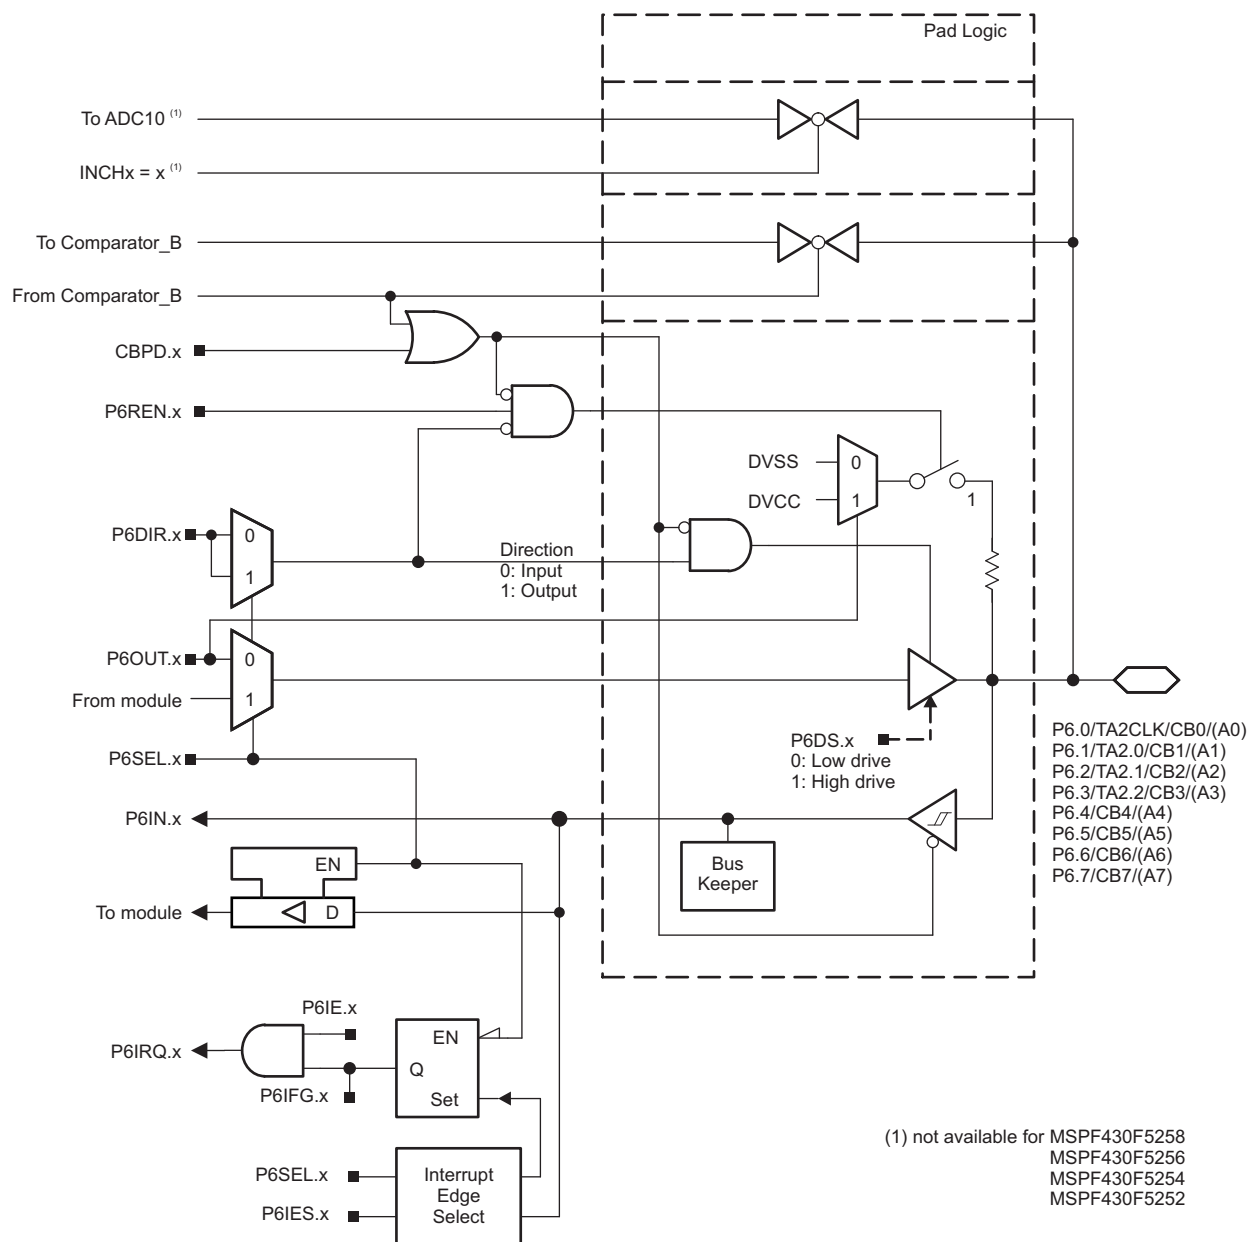 Pad Logic
To ADC10 (1)
INCHx = x (1)
To Comparator_B
From Comparator_B
CBPD.x
P6REN.x
DVSS
0
DVCC
1
1
P6DIR.x
0
1
Direction
0: Input
1: Output
P6OUT.x
0
From module
1
P6SEL.x
P6DS.x
0: Low drive
1: High drive
P6.0/TA2CLK/CB0/(A0)
P6.1/TA2.0/CB1/(A1)
P6.2/TA2.1/CB2/(A2)
P6.3/TA2.2/CB3/(A3)
P6.4/CB4/(A4)
P6.5/CB5/(A5)
P6.6/CB6/(A6)
P6.7/CB7/(A7)
P6IN.x
Bus
Keeper
EN
To module
D
P6IE.x
EN
P6IRQ.x
Q
P6IFG.x
Set
P6SEL.x
Interrupt
Edge
Select
P6IES.x
(1) not available for MSPF430F5258
MSPF430F5256
MSPF430F5254
MSPF430F5252